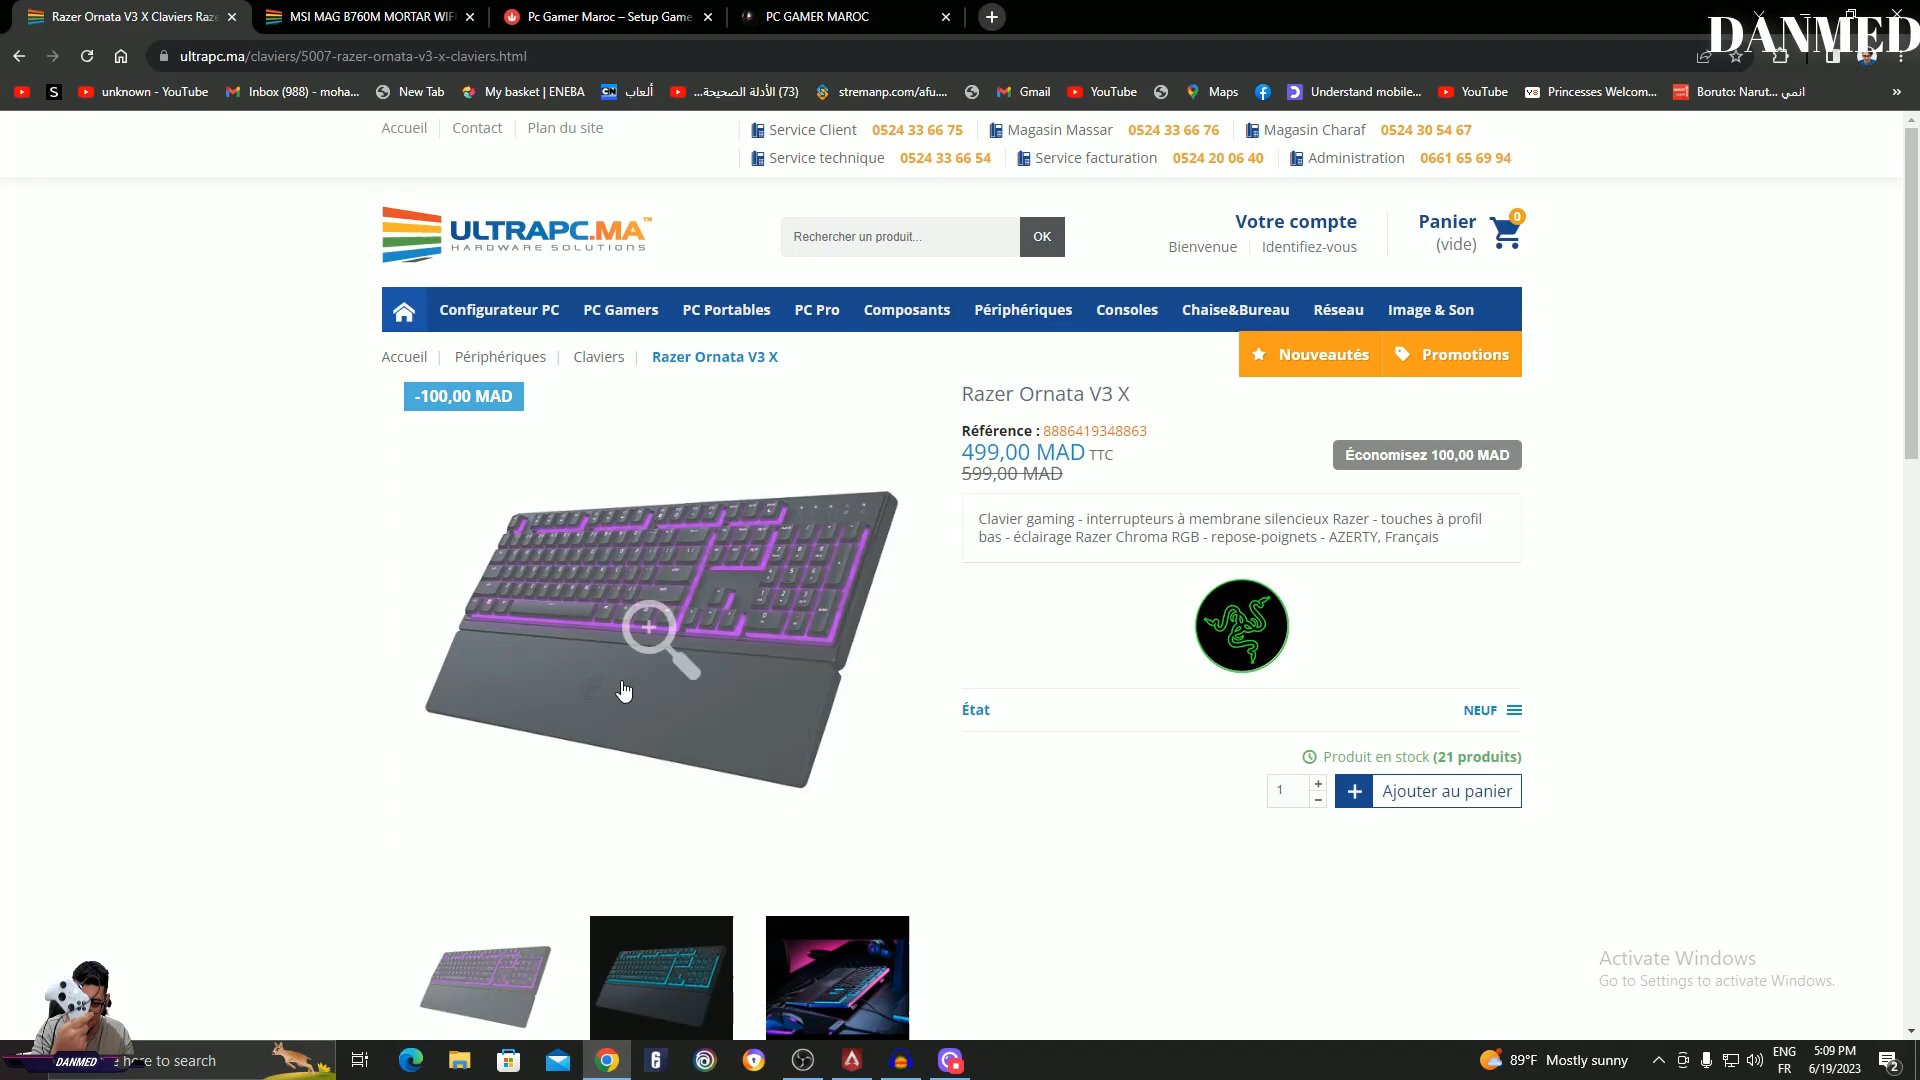 Razer Ornata V3 X Claviers Raze
MSI MAG B760M MORTAR WIFI
Pc Gamer Maroc – Setup Game
PC GAMER MAROC
DANMED
ultrapc.ma/claviers/5007-razer-ornata-v3-x-claviers.html
unknown - YouTube
Inbox (988) - moha...
New Tab
My basket | ENEBA
ألعاب
(73) الأدلة الصحيحة...
stremanp.com/afu....
Gmail
YouTube
Maps
Understand mobile...
YouTube
Princesses Welcom...
Boruto: Narut... انمي
Accueil
Contact
Plan du site
Service Client 0524 33 66 75
Magasin Massar 0524 33 66 76
Magasin Charaf 0524 30 54 67
Service technique 0524 33 66 54
Service facturation 0524 20 06 40
Administration 0661 65 69 94
ULTRAPC.MA™
HARDWARE SOLUTIONS
Rechercher un produit...
OK
Votre compte
Bienvenue
Identifiez-vous
Panier
(vide)
0
Configurateur PC
PC Gamers
PC Portables
PC Pro
Composants
Périphériques
Consoles
Chaise&Bureau
Réseau
Image & Son
Accueil
Périphériques
Claviers
Razer Ornata V3 X
Nouveautés
Promotions
-100,00 MAD
Razer Ornata V3 X
Référence : 8886419348863
499,00 MAD TTC
599,00 MAD
Économisez 100,00 MAD
Clavier gaming - interrupteurs à membrane silencieux Razer - touches à profil
bas - éclairage Razer Chroma RGB - repose-poignets - AZERTY, Français
État
NEUF
Produit en stock (21 produits)
1
+
−
+
Ajouter au panier
Activate Windows
Go to Settings to activate Windows.
DANMED
here to search
89°F Mostly sunny
ENG
FR
5:09 PM
6/19/2023
2